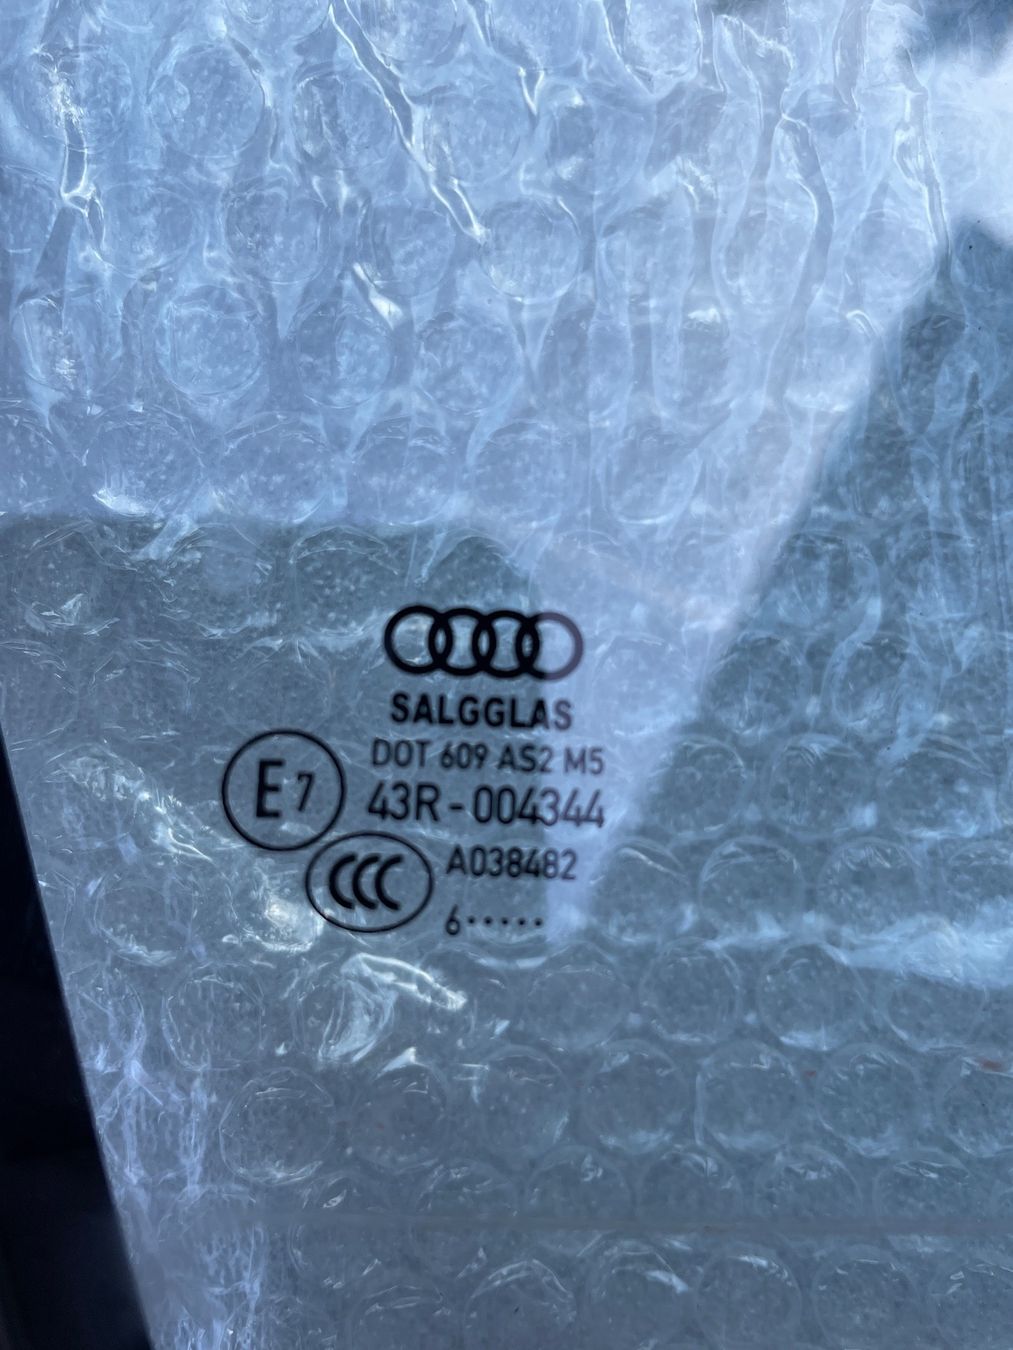 SALGGLAS
DOT 609 AS2 M5
E7
43R-004344
CCC
A038482
6·····